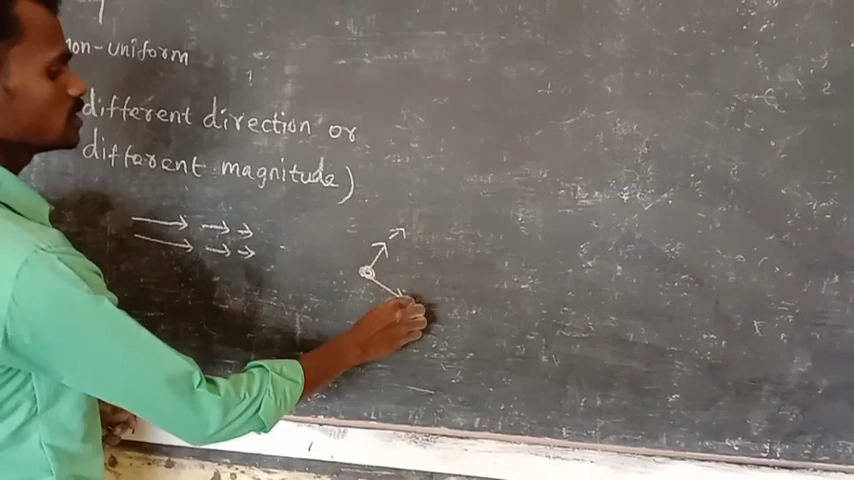 non-uniform
different direction or
different magnitude)